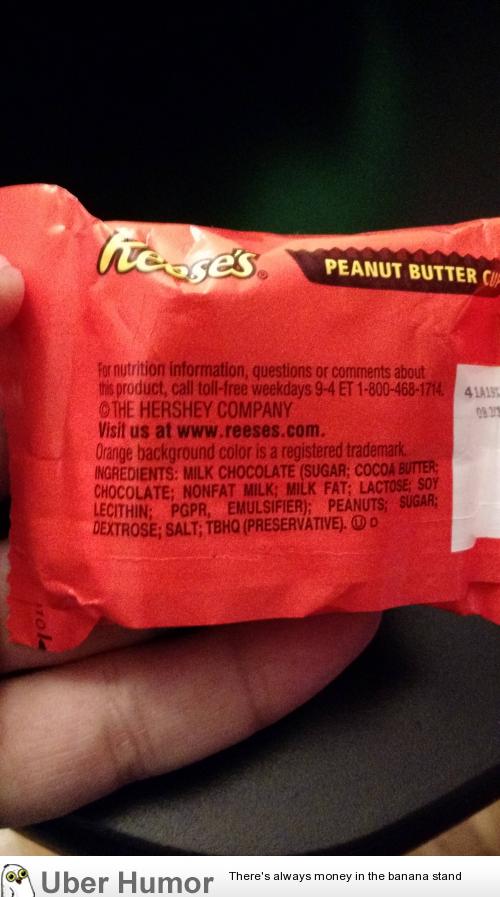 Reese's®
PEANUT BUTTER CUP
For nutrition information, questions or comments about
this product, call toll-free weekdays 9-4 ET 1-800-468-1714.
© THE HERSHEY COMPANY
Visit us at www.reeses.com.
Orange background color is a registered trademark.
INGREDIENTS: MILK CHOCOLATE (SUGAR; COCOA BUTTER;
CHOCOLATE; NONFAT MILK; MILK FAT; LACTOSE; SOY
LECITHIN; PGPR, EMULSIFIER); PEANUTS; SUGAR;
DEXTROSE; SALT; TBHQ (PRESERVATIVE). Ⓤ D
Uber Humor
There's always money in the banana stand